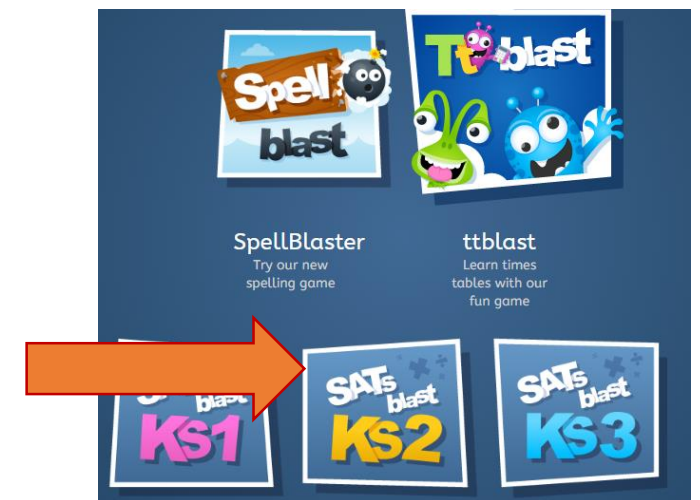 Spell
blast
Tt blast
SpellBlaster
Try our new
spelling game
ttblast
Learn times
tables with our
fun game
blast
KS1
SATs
blast
KS2
SATs
blast
KS3